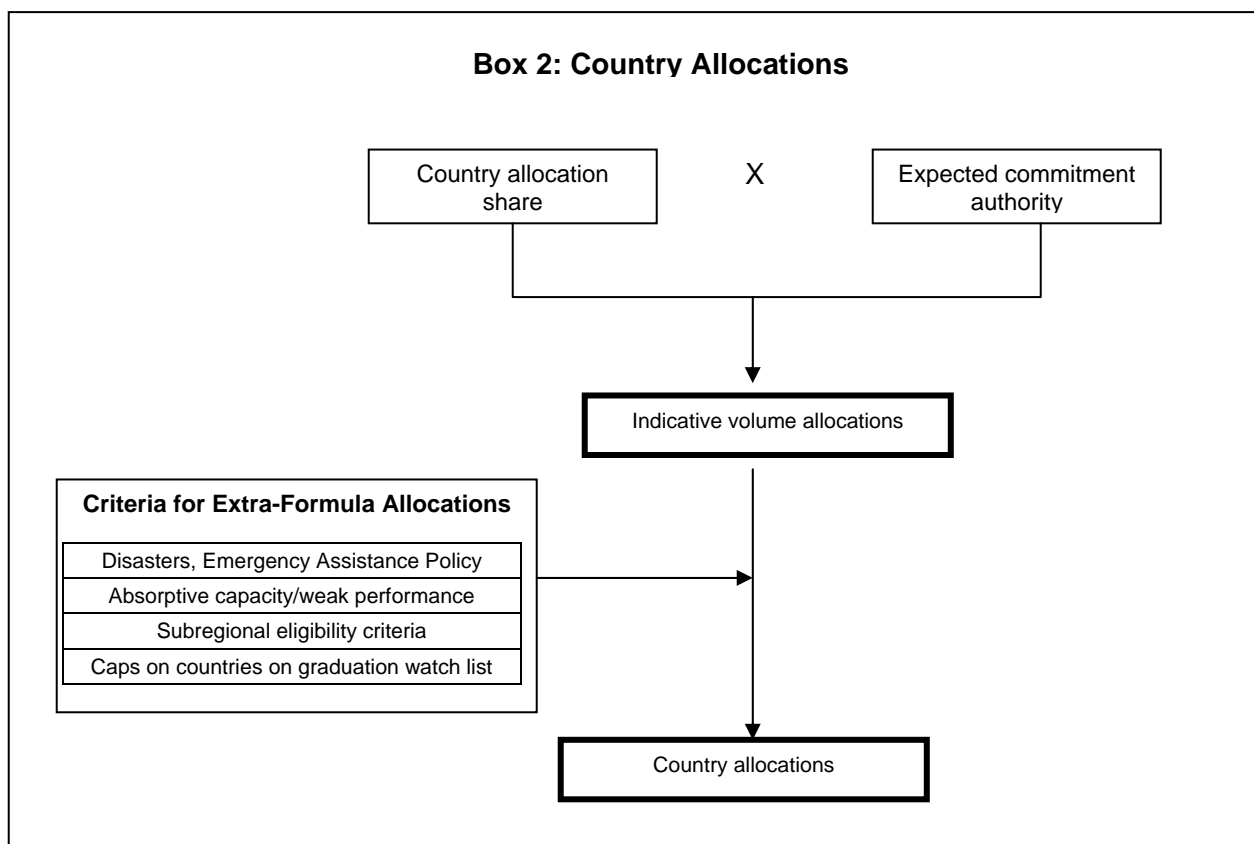 Box 2: Country Allocations
Country allocation
share
X
Expected commitment
authority
Indicative volume allocations
Criteria for Extra-Formula Allocations
Disasters, Emergency Assistance Policy
Absorptive capacity/weak performance
Subregional eligibility criteria
Caps on countries on graduation watch list
Country allocations